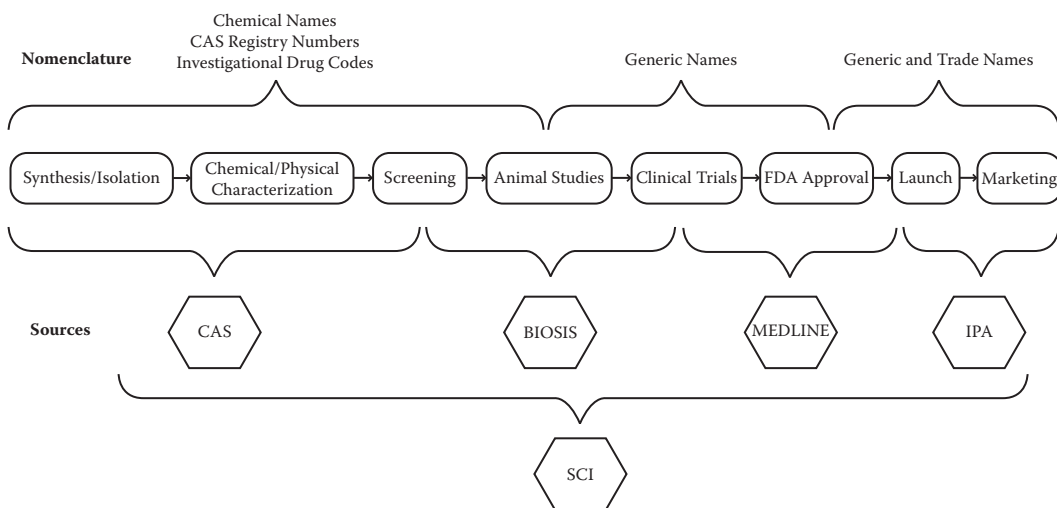 Chemical Names
CAS Registry Numbers
Investigational Drug Codes
Nomenclature
Generic Names
Generic and Trade Names
Synthesis/Isolation
Chemical/Physical
Characterization
Screening
Animal Studies
Clinical Trials
FDA Approval
Launch
Marketing
Sources
CAS
BIOSIS
MEDLINE
IPA
SCI